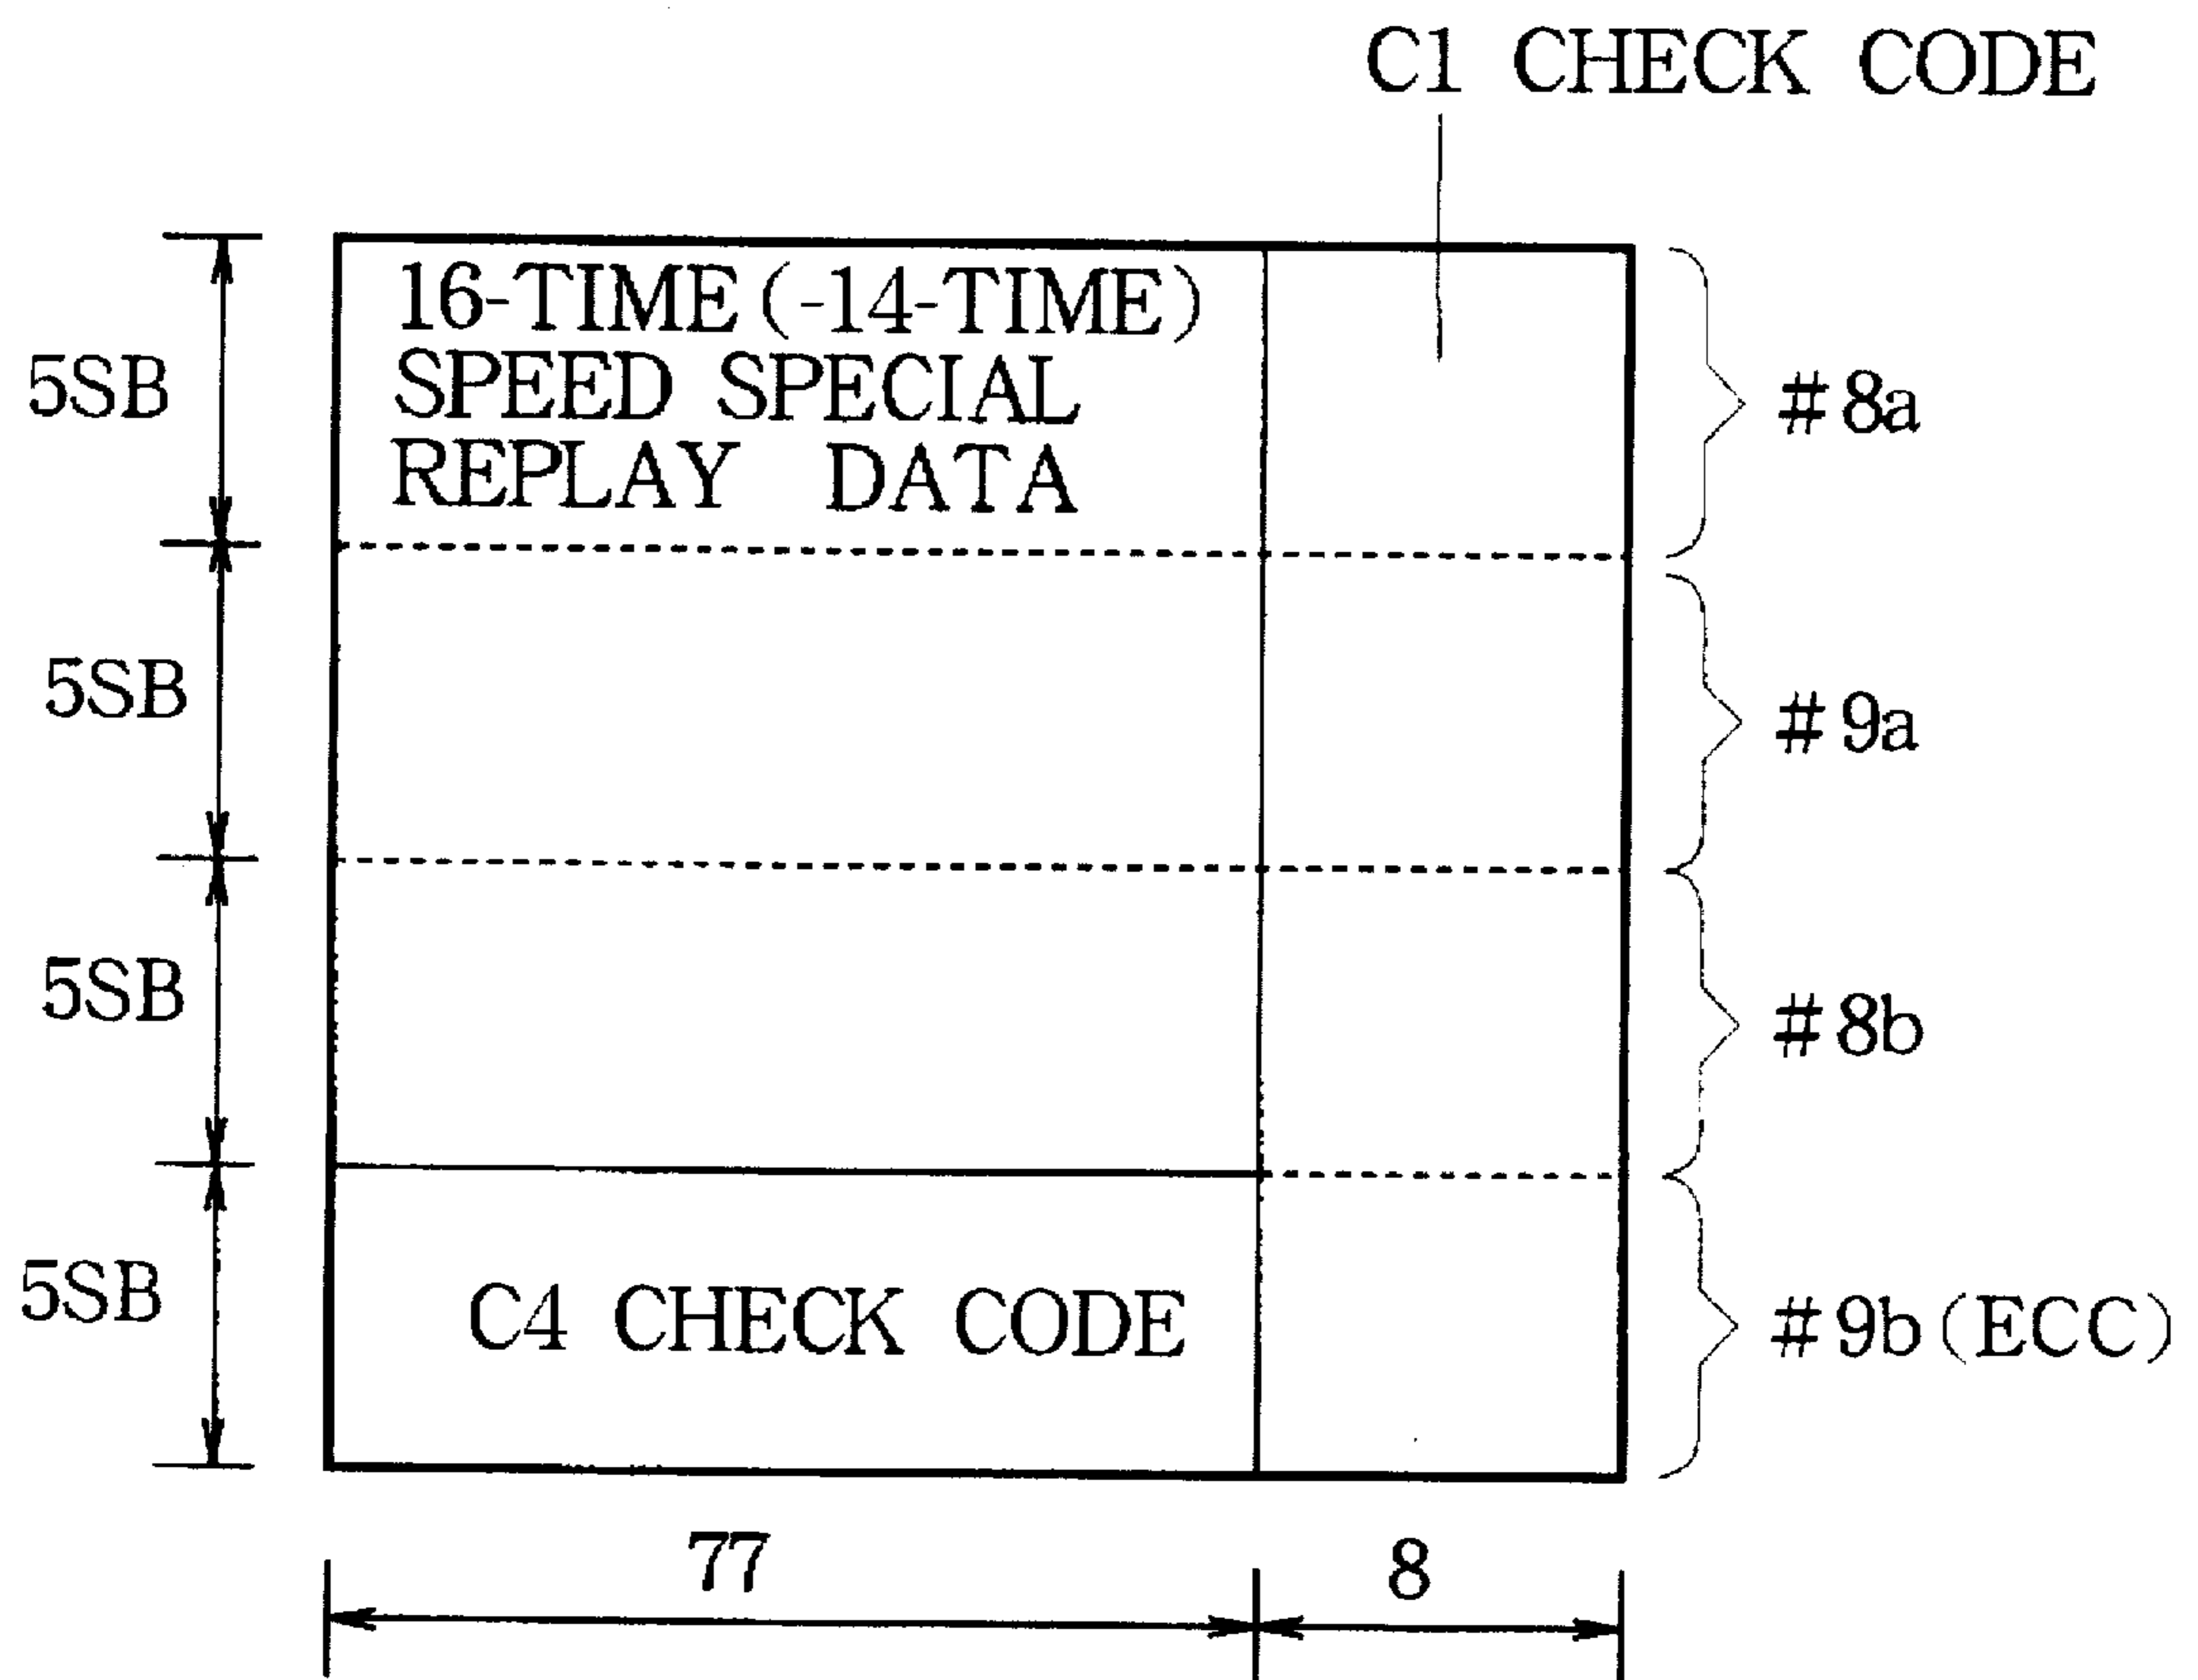 C1 CHECK CODE
16-TIME(-14-TIME)
SPEED SPECIAL
REPLAY DATA
5SB
#8a
5SB
#9a
5SB
#8b
5SB
C4 CHECK CODE
#9b(ECC)
77
8